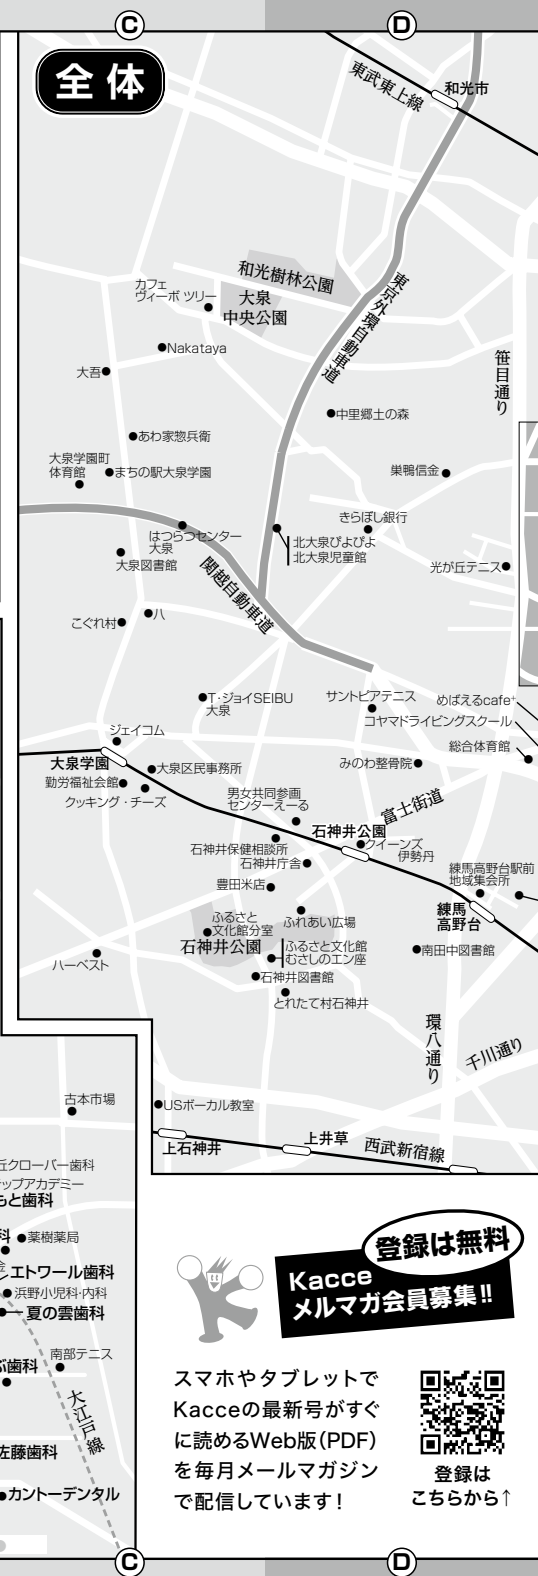 C
D
全体
東武東上線
和光市
和光樹林公園
カフェ
ヴィーボ ツリー
大泉
中央公園
東京外環自動車道
Nakataya
笹目通り
大吾
中里郷土の森
あわ家惣兵衛
大泉学園町
体育館
まちの駅大泉学園
巣鴨信金
きらぼし銀行
はつらつセンター
大泉
北大泉ぴよぴよ
北大泉児童館
大泉図書館
光が丘テニス
関越自動車道
こぐれ村
八
T・ジョイSEIBU
大泉
サントピアテニス
めばえるcafe+
コヤマドライビングスクール
ジェイコム
総合体育館
大泉学園
大泉区民事務所
みのわ整骨院
勤労福祉会館
クッキング・チーズ
男女共同参画
センターえーる
富士街道
石神井公園
石神井保健相談所
クイーンズ
伊勢丹
石神井庁舎
練馬高野台駅前
地域集会所
豊田米店
練馬
高野台
ふるさと
文化館分室
ふれあい広場
石神井公園
ふるさと文化館
むさしのエン座
南田中図書館
ハーベスト
石神井図書館
とれたて村石神井
環八通り
千川通り
古本市場
USボーカル教室
上石神井
上井草
西武新宿線
丘クローバー歯科
ップアカデミー
もと歯科
科
薬樹薬局
エトワール歯科
浜野小児科・内科
夏の雲歯科
南部テニス
ぶ歯科
大江戸線
佐藤歯科
カントーデンタル
登録は無料
Kacce
メルマガ会員募集!!
スマホやタブレットで
Kacceの最新号がすぐ
に読めるWeb版(PDF)
を毎月メールマガジン
で配信しています!
登録は
こちらから↑
C
D